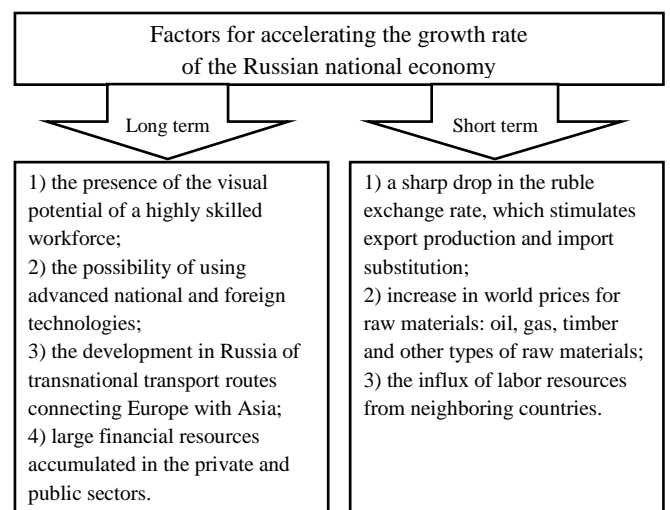 Factors for accelerating the growth rate
of the Russian national economy
Long term
Short term
1) the presence of the visual
potential of a highly skilled
workforce;
2) the possibility of using
advanced national and foreign
technologies;
3) the development in Russia of
transnational transport routes
connecting Europe with Asia;
4) large financial resources
accumulated in the private and
public sectors.
1) a sharp drop in the ruble
exchange rate, which stimulates
export production and import
substitution;
2) increase in world prices for
raw materials: oil, gas, timber
and other types of raw materials;
3) the influx of labor resources
from neighboring countries.